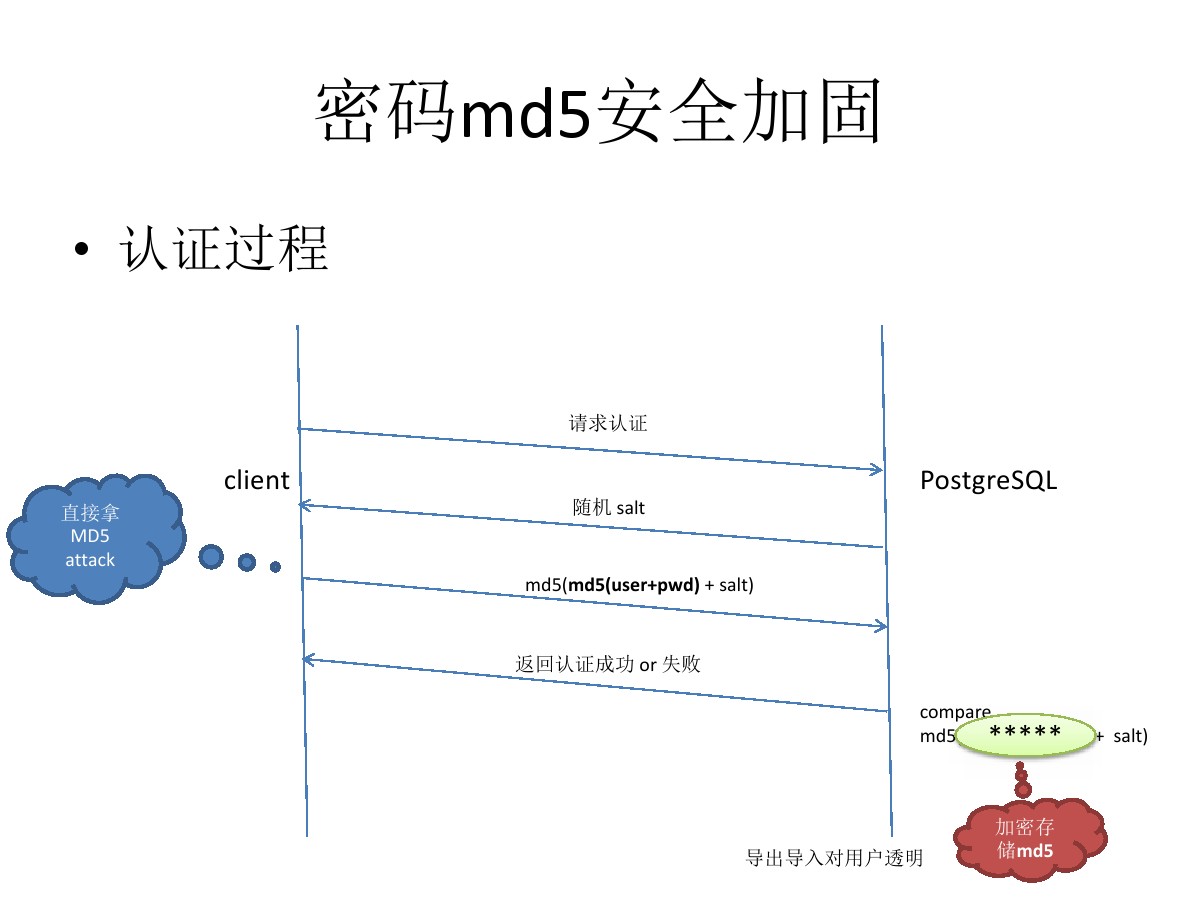 密码md5安全加固
• 认证过程
请求认证
client
PostgreSQL
随机 salt
直接拿
MD5
attack
md5(md5(user+pwd) + salt)
返回认证成功 or 失败
compare
md5 ***** + salt)
加密存
储md5
导出导入对用户透明